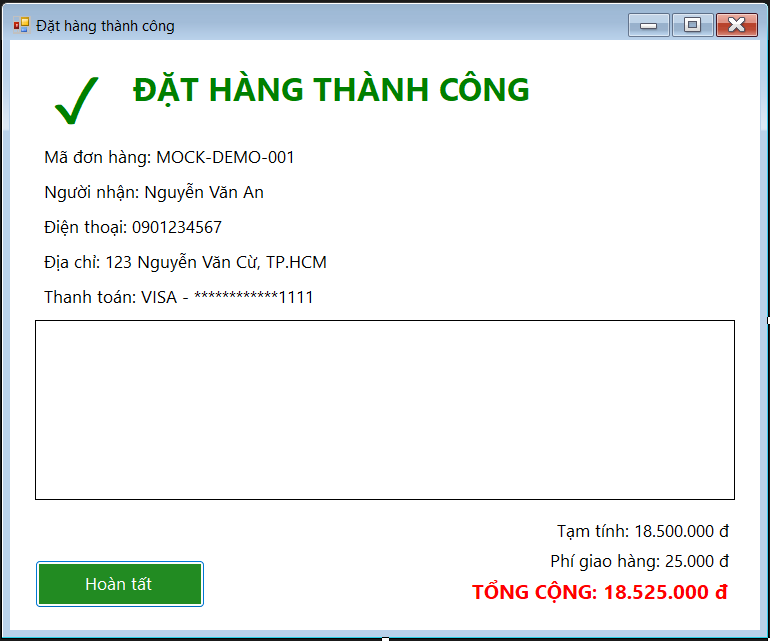 Đặt hàng thành công
✓ ĐẶT HÀNG THÀNH CÔNG
Mã đơn hàng: MOCK-DEMO-001
Người nhận: Nguyễn Văn An
Điện thoại: 0901234567
Địa chỉ: 123 Nguyễn Văn Cừ, TP.HCM
Thanh toán: VISA - ************1111
Tạm tính: 18.500.000 đ
Phí giao hàng: 25.000 đ
TỔNG CỘNG: 18.525.000 đ
Hoàn tất